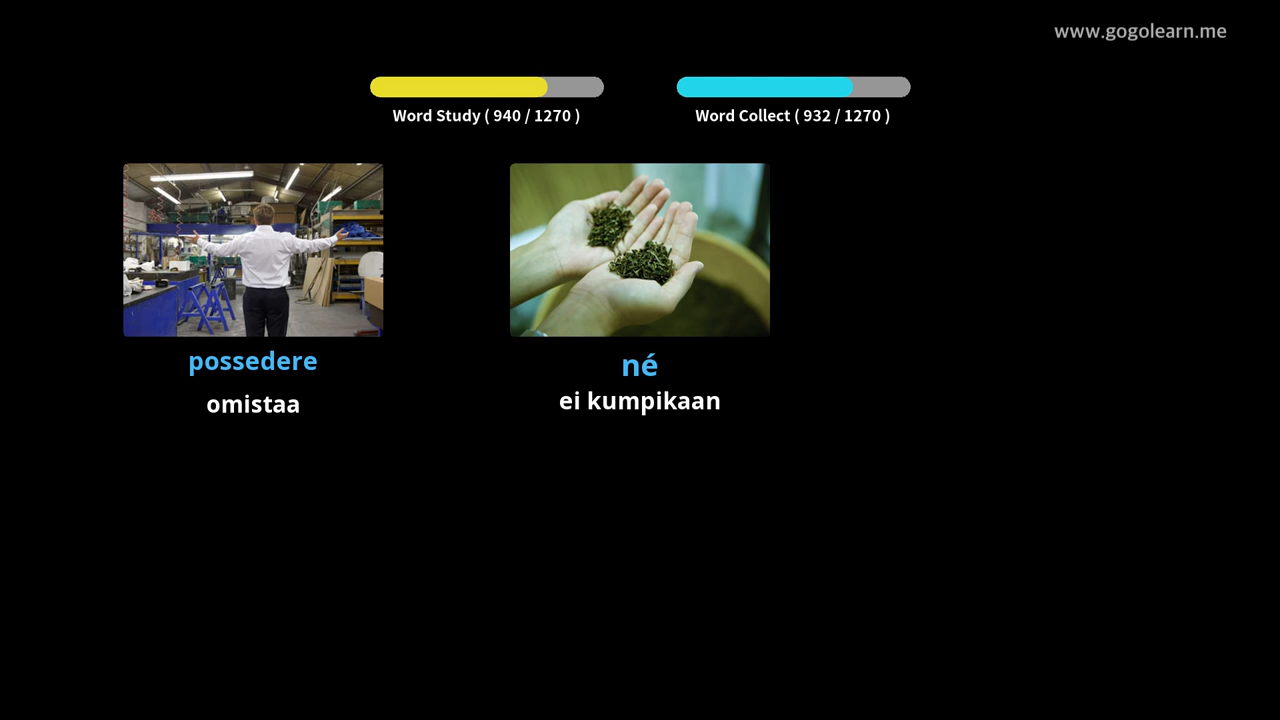 www.gogolearn.me
Word Study ( 940 / 1270 )
Word Collect ( 932 / 1270 )
possedere
omistaa
né
ei kumpikaan